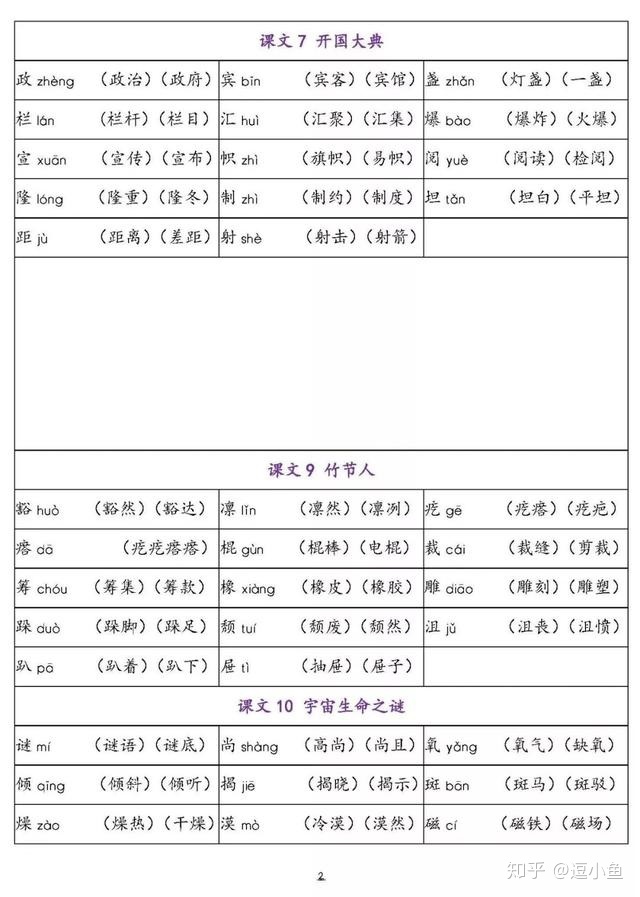 课文 7 开国大典
政 zhèng （政治）（政府） 宾 bīn （宾客）（宾馆） 盏 zhǎn （灯盏）（一盏）
栏 lán （栏杆）（栏目） 汇 huì （汇聚）（汇集） 爆 bào （爆炸）（火爆）
宣 xuān （宣传）（宣布） 帜 zhì （旗帜）（易帜） 阅 yuè （阅读）（检阅）
隆 lóng （隆重）（隆冬） 制 zhì （制约）（制度） 坦 tǎn （坦白）（平坦）
距 jù （距离）（差距） 射 shè （射击）（射箭）
课文 9 竹节人
豁 huò （豁然）（豁达） 凛 lǐn （凛然）（凛冽） 疙 gē （疙瘩）（疙疤）
瘩 dā （疙疙瘩瘩） 棍 gùn （棍棒）（电棍） 裁 cái （裁缝）（剪裁）
筹 chóu （筹集）（筹款） 橡 xiàng （橡皮）（橡胶） 雕 diāo （雕刻）（雕塑）
跺 duò （跺脚）（跺足） 颓 tuí （颓废）（颓然） 沮 jǔ （沮丧）（沮愤）
趴 pā （趴着）（趴下） 屉 tì （抽屉）（屉子）
课文 10 宇宙生命之谜
谜 mí （谜语）（谜底） 尚 shàng （高尚）（尚且） 氧 yǎng （氧气）（缺氧）
倾 qīng （倾斜）（倾听） 揭 jiē （揭晓）（揭示） 斑 bān （斑马）（斑驳）
燥 zào （燥热）（干燥） 漠 mò （冷漠）（漠然） 磁 cí （磁铁）（磁场）
2
知乎 @逗小鱼